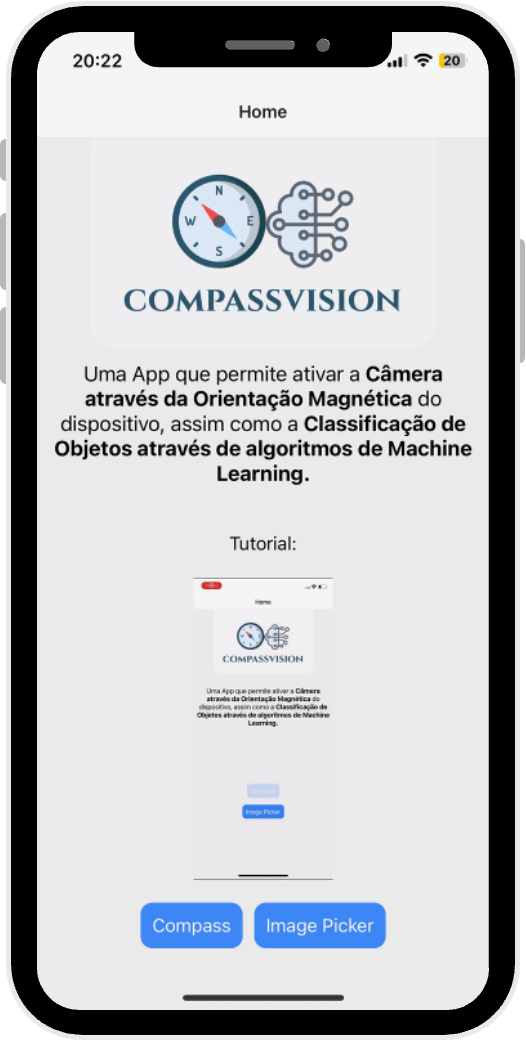 20:22
20
Home
N
W
E
S
COMPASSVISION
Uma App que permite ativar a Câmera
através da Orientação Magnética do
dispositivo, assim como a Classificação de
Objetos através de algoritmos de Machine
Learning.
Tutorial:
Home
COMPASSVISION
Uma App que permite ativar a Câmera
através da Orientação Magnética do
dispositivo, assim como a Classificação de
Objetos através de algoritmos de Machine
Learning.
Image Picker
Compass
Image Picker